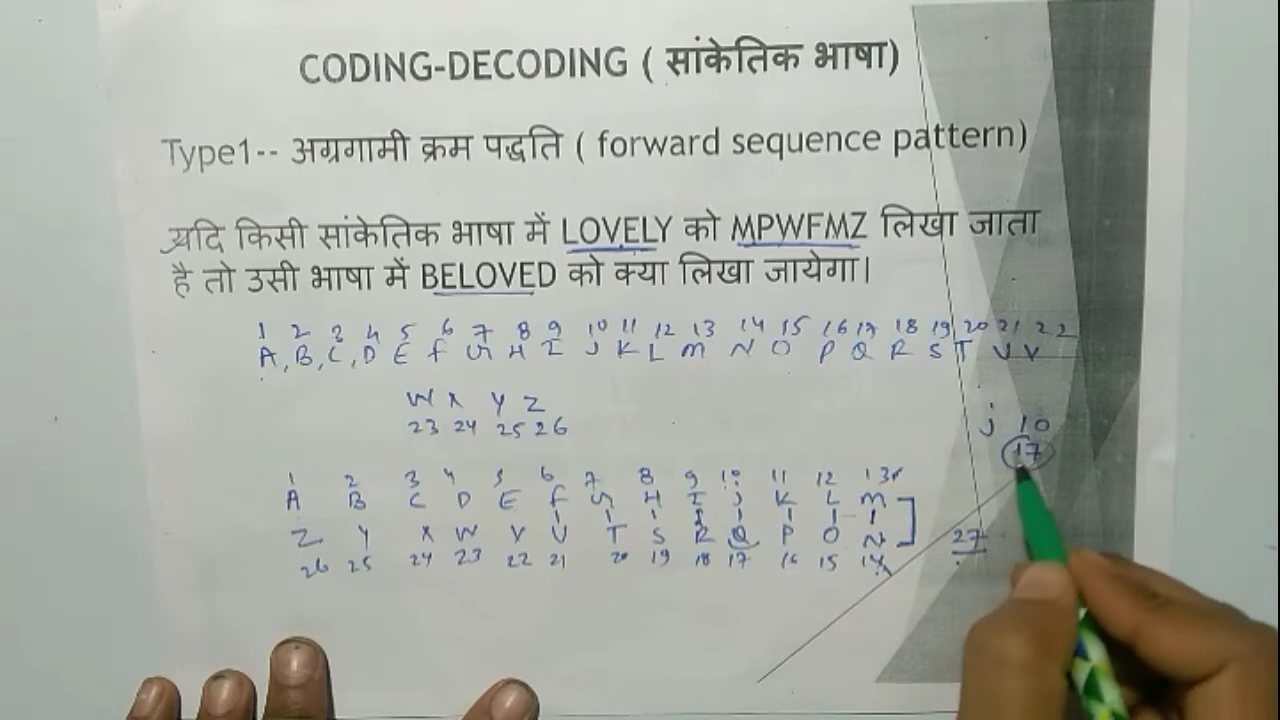 CODING-DECODING ( सांकेतिक भाषा)
Type1-- अग्रगामी क्रम पद्धति ( forward sequence pattern)
यदि किसी सांकेतिक भाषा में LOVELY को MPWFMZ लिखा जाता
है तो उसी भाषा में BELOVED को क्या लिखा जायेगा।
1 2 3 4 5 6 7 8 9 10 11 12 13 14 15 16 17 18 19 20 21 22
A, B, C, D E F G H I J K L M N O P Q R S T U V
W X Y Z
23 24 25 26
j 10
17
1 2 3 4 5 6 7 8 9 10 11 12 13
A B C D E F G H I J K L M
Z Y X W V U T S R Q P O N 27
26 25 24 23 22 21 20 19 18 17 16 15 14